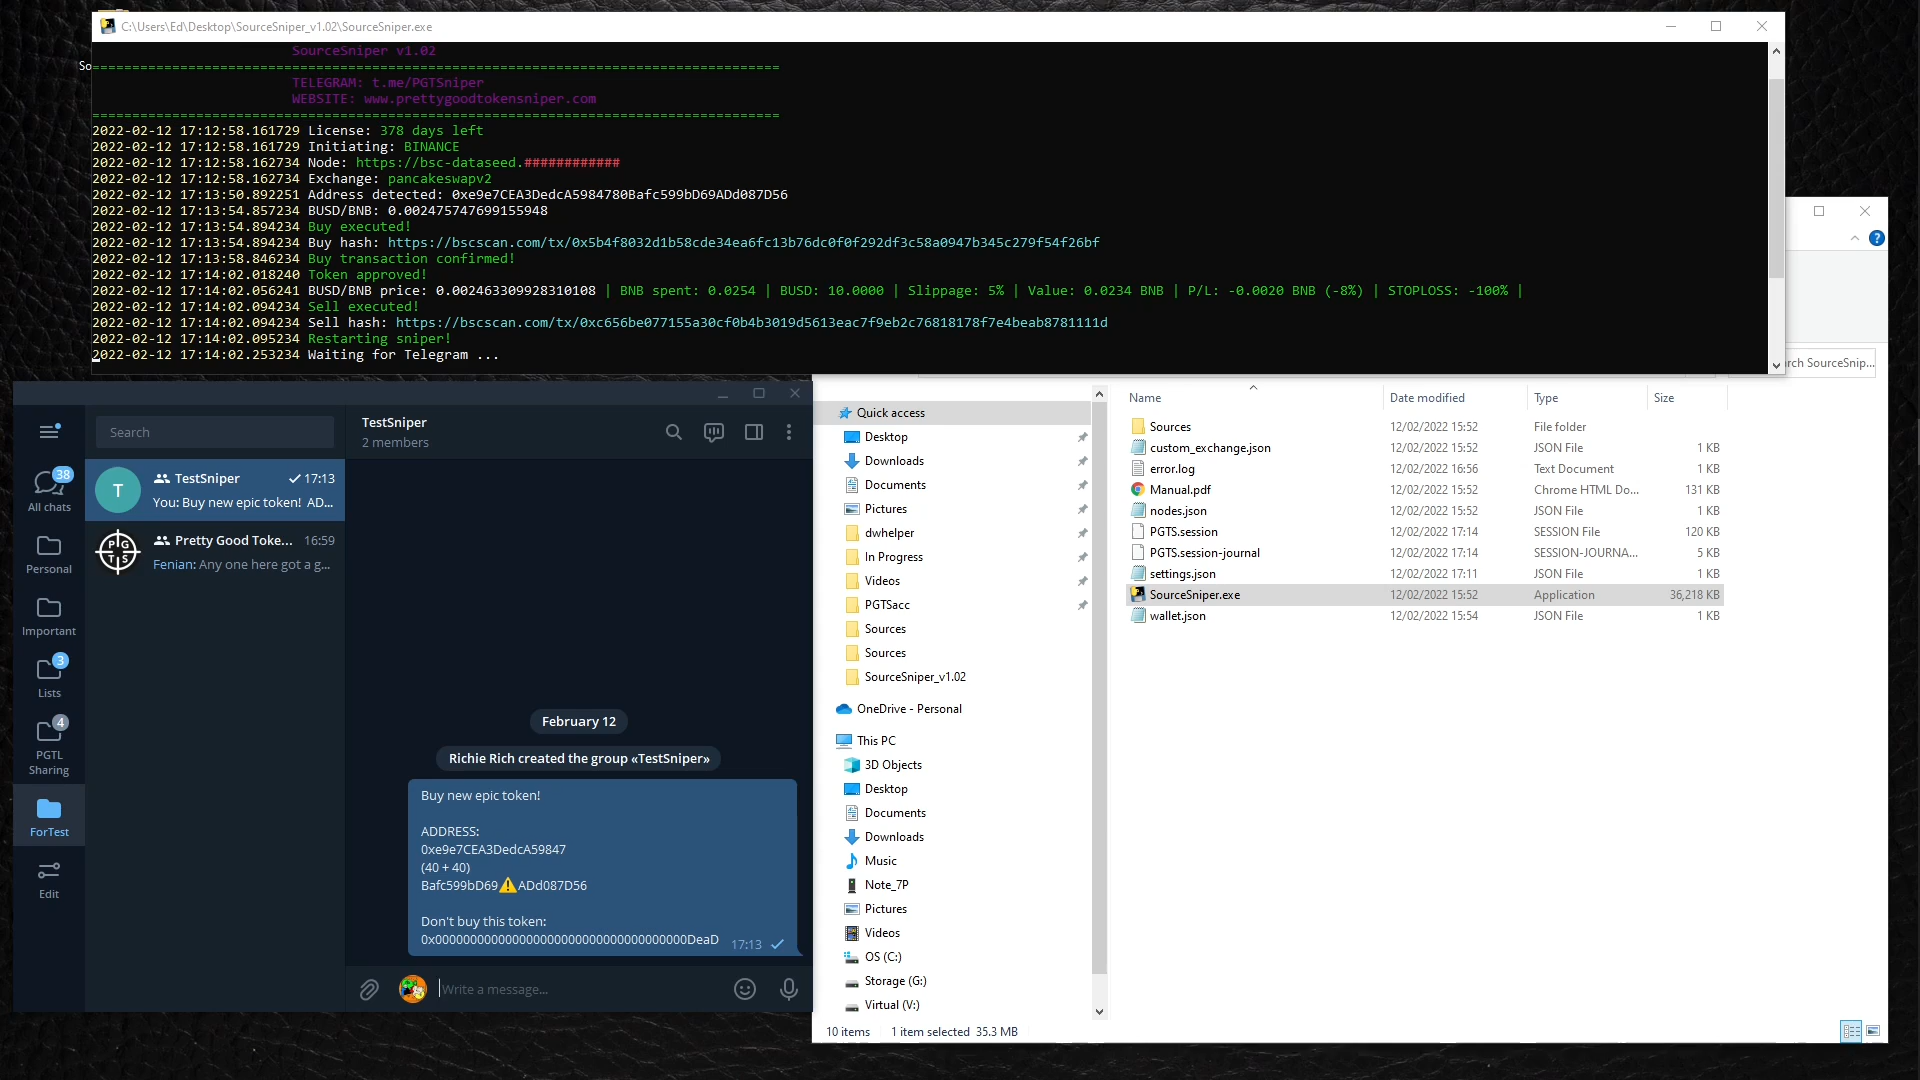 C:\Users\Ed\Desktop\SourceSniper_v1.02\SourceSniper.exe
SourceSniper v1.02
So
================================================================================
TELEGRAM: t.me/PGTSniper
WEBSITE: www.prettygoodtokensniper.com
================================================================================
2022-02-12 17:12:58.161729 License: 378 days left
2022-02-12 17:12:58.161729 Initiating: BINANCE
2022-02-12 17:12:58.162734 Node: https://bsc-dataseed.############
2022-02-12 17:12:58.162734 Exchange: pancakeswapv2
2022-02-12 17:13:50.892251 Address detected: 0xe9e7CEA3DedcA5984780Bafc599bD69ADd087D56
2022-02-12 17:13:54.857234 BUSD/BNB: 0.002475747699155948
2022-02-12 17:13:54.894234 Buy executed!
2022-02-12 17:13:54.894234 Buy hash: https://bscscan.com/tx/0x5b4f8032d1b58cde34ea6fc13b76dc0f0f292df3c58a0947b345c279f54f26bf
2022-02-12 17:13:58.846234 Buy transaction confirmed!
2022-02-12 17:14:02.018240 Token approved!
2022-02-12 17:14:02.056241 BUSD/BNB price: 0.002463309928310108 | BNB spent: 0.0254 | BUSD: 10.0000 | Slippage: 5% | Value: 0.0234 BNB | P/L: -0.0020 BNB (-8%) | STOPLOSS: -100% |
2022-02-12 17:14:02.094234 Sell executed!
2022-02-12 17:14:02.094234 Sell hash: https://bscscan.com/tx/0xc656be077155a30cf0b4b3019d5613eac7f9eb2c76818178f7e4beab8781111d
2022-02-12 17:14:02.095234 Restarting sniper!
2022-02-12 17:14:02.253234 Waiting for Telegram ...
rch SourceSnip...
Search
38
All chats
Personal
Important
3
Lists
4
PGTL
Sharing
ForTest
Edit
T
TestSniper 17:13
You: Buy new epic token! AD...
PG
TS
Pretty Good Toke... 16:59
Fenian: Any one here got a g...
TestSniper
2 members
February 12
Richie Rich created the group «TestSniper»
Buy new epic token!
ADDRESS:
0xe9e7CEA3DedcA59847
(40 + 40)
Bafc599bD69⚠️ADd087D56
Don't buy this token:
0x000000000000000000000000000000000000DeaD 17:13
Write a message...
Quick access
Desktop
Downloads
Documents
Pictures
dwhelper
In Progress
Videos
PGTSacc
Sources
Sources
SourceSniper_v1.02
OneDrive - Personal
This PC
3D Objects
Desktop
Documents
Downloads
Music
Note_7P
Pictures
Videos
OS (C:)
Storage (G:)
Virtual (V:)
Name Date modified Type Size
Sources 12/02/2022 15:52 File folder
custom_exchange.json 12/02/2022 15:52 JSON File 1 KB
error.log 12/02/2022 16:56 Text Document 1 KB
Manual.pdf 12/02/2022 15:52 Chrome HTML Do... 131 KB
nodes.json 12/02/2022 15:52 JSON File 1 KB
PGTS.session 12/02/2022 17:14 SESSION File 120 KB
PGTS.session-journal 12/02/2022 17:14 SESSION-JOURNA... 5 KB
settings.json 12/02/2022 17:11 JSON File 1 KB
SourceSniper.exe 12/02/2022 15:52 Application 36,218 KB
wallet.json 12/02/2022 15:54 JSON File 1 KB
10 items 1 item selected 35.3 MB